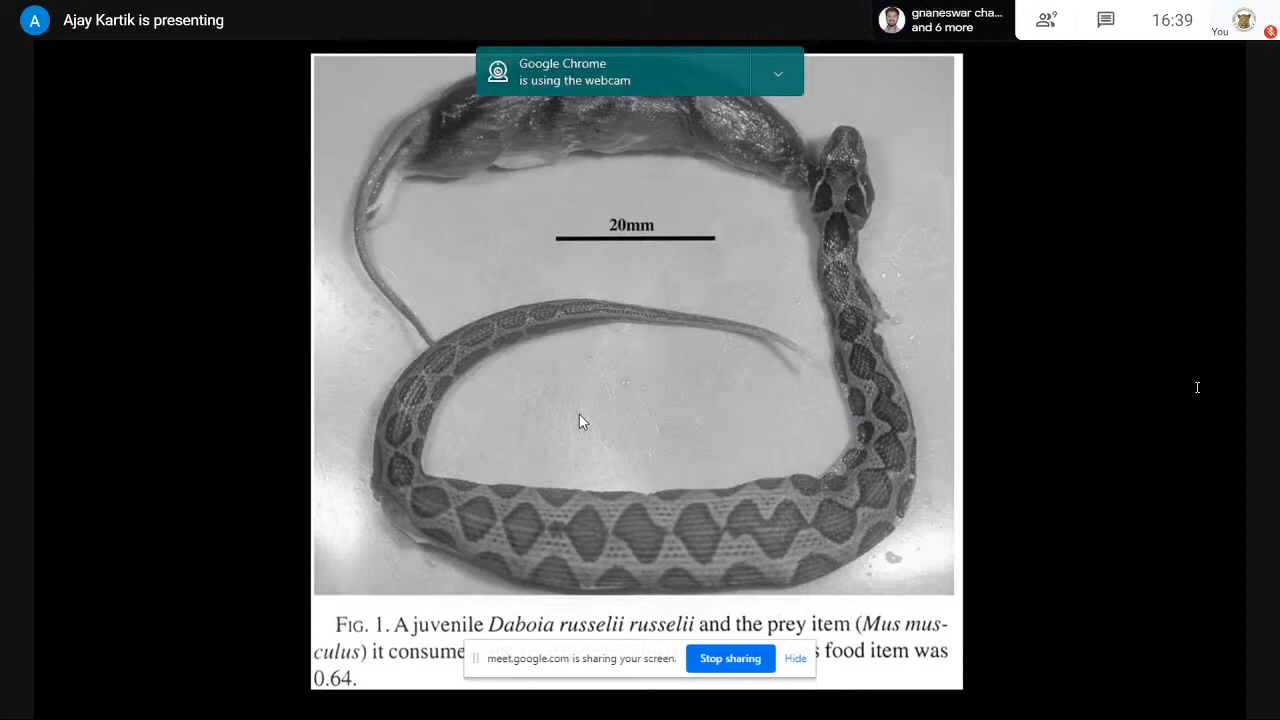 A
Ajay Kartik is presenting
gnaneswar cha...
and 6 more
9
16:39
You
Google Chrome
is using the webcam
20mm
FIG. 1. A juvenile Daboia russelii russelii and the prey item (Mus mus-
culus) it consume
food item was
0.64.
meet.google.com is sharing your screen.
Stop sharing
Hide